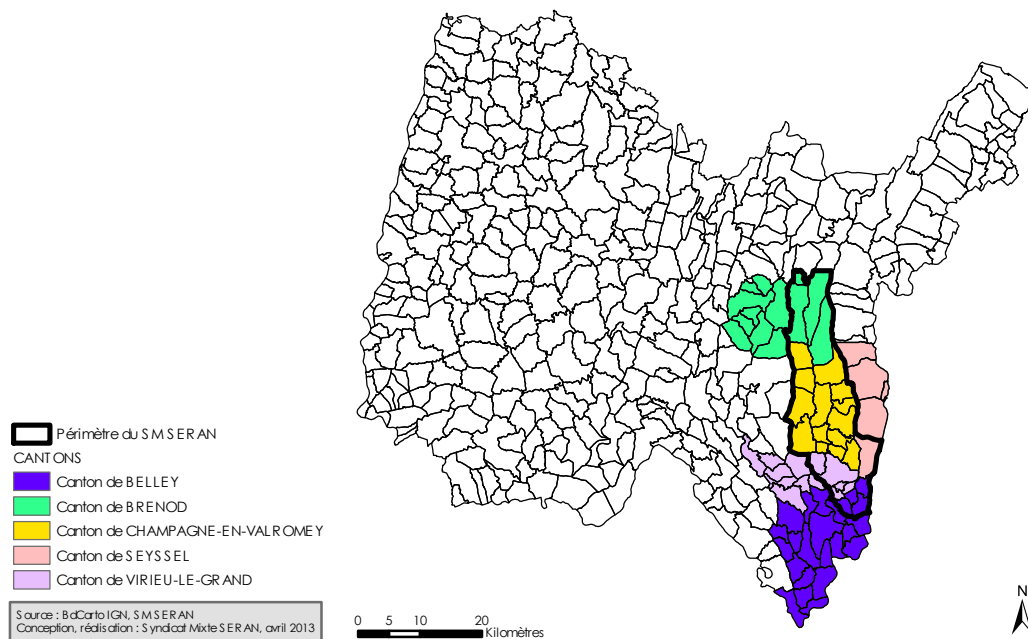 Périmètre du SMSERAN
CANTONS
Canton de BELLEY
Canton de BRENOD
Canton de CHAMPAGNE-EN-VALROMEY
Canton de SEYSSEL
Canton de VIRIEU-LE-GRAND
Source : BdCarto IGN, SMSERAN
Conception, réalisation : Syndicat Mixte SERAN, avril 2013
0 5 10 20
Kilomètres
N